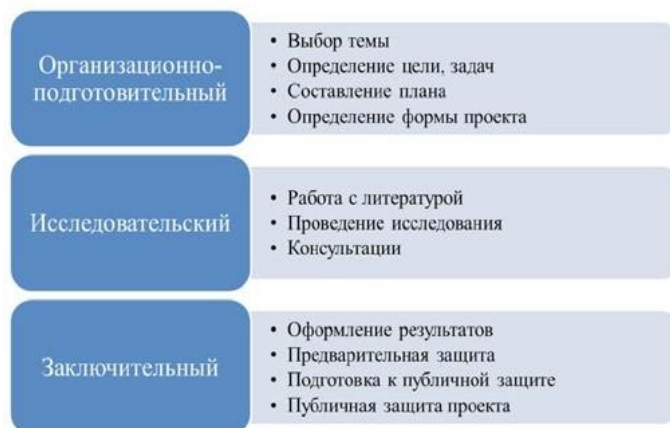 Организационно-
подготовительный
• Выбор темы
• Определение цели, задач
• Составление плана
• Определение формы проекта
Исследовательский
• Работа с литературой
• Проведение исследования
• Консультации
Заключительный
• Оформление результатов
• Предварительная защита
• Подготовка к публичной защите
• Публичная защита проекта